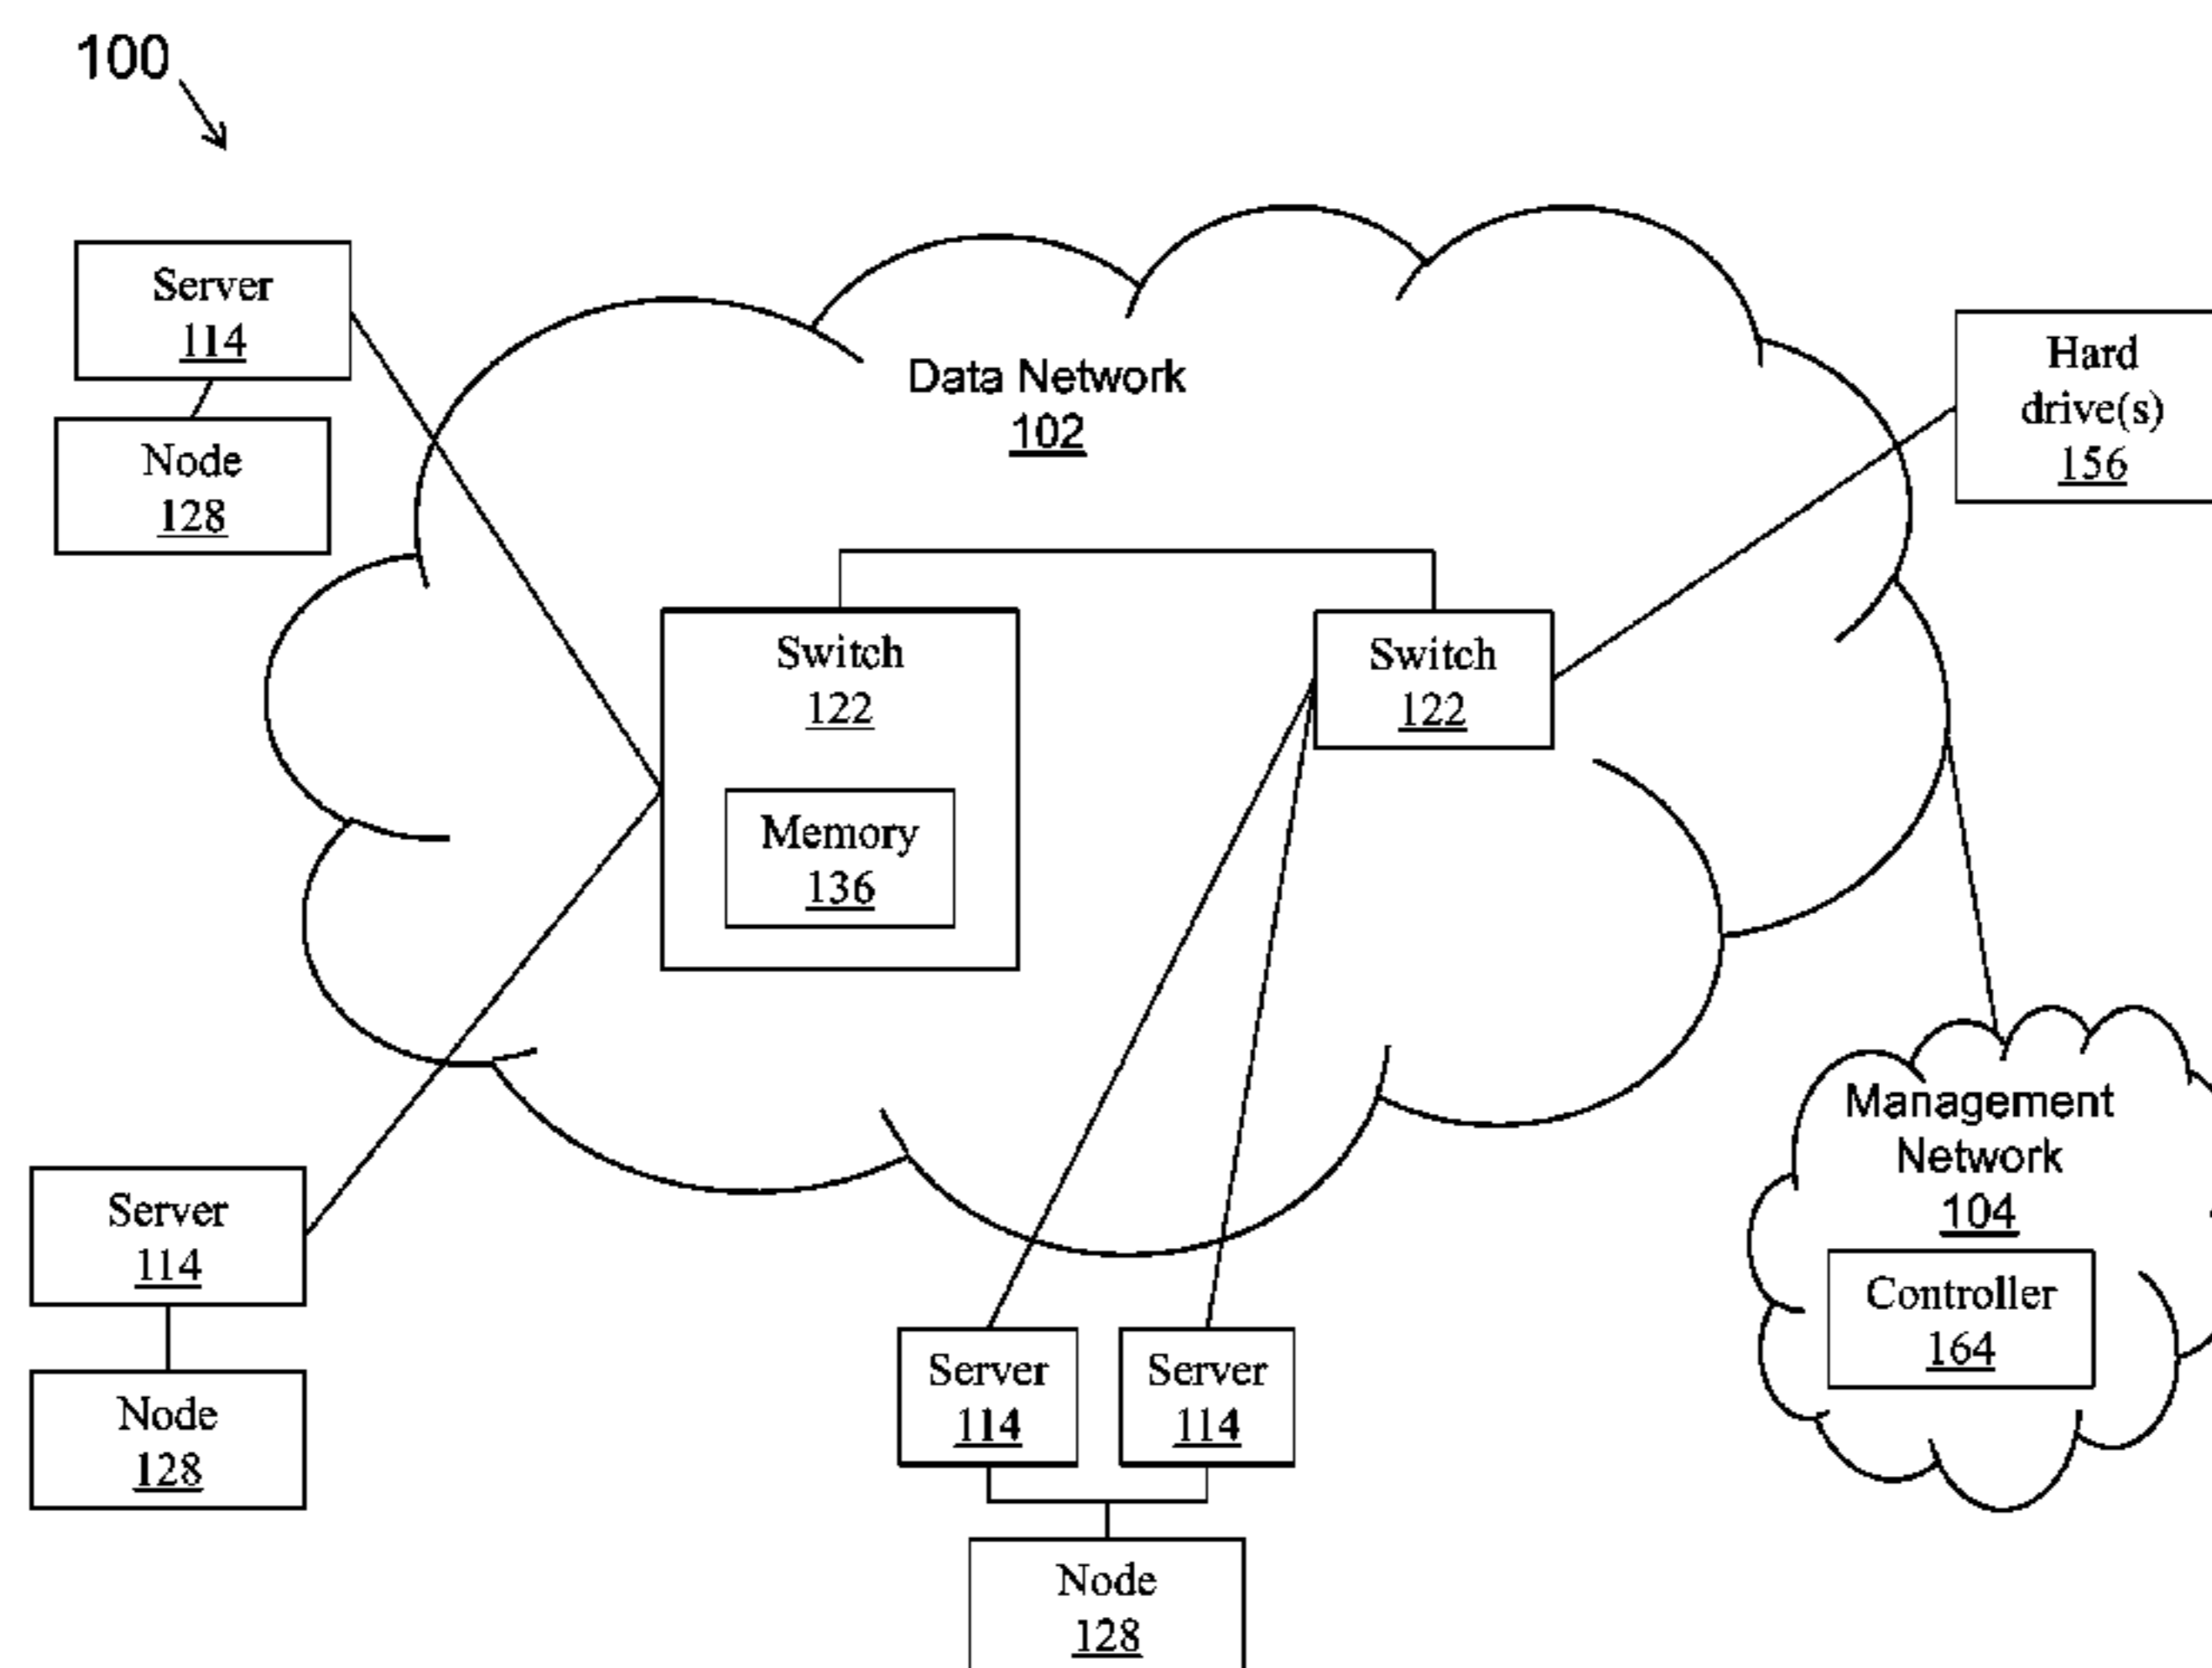 100
Server
114
Node
128
Data Network
102
Hard
drive(s)
156
Switch
122
Memory
136
Switch
122
Server
114
Node
128
Server
114
Server
114
Node
128
Management
Network
104
Controller
164